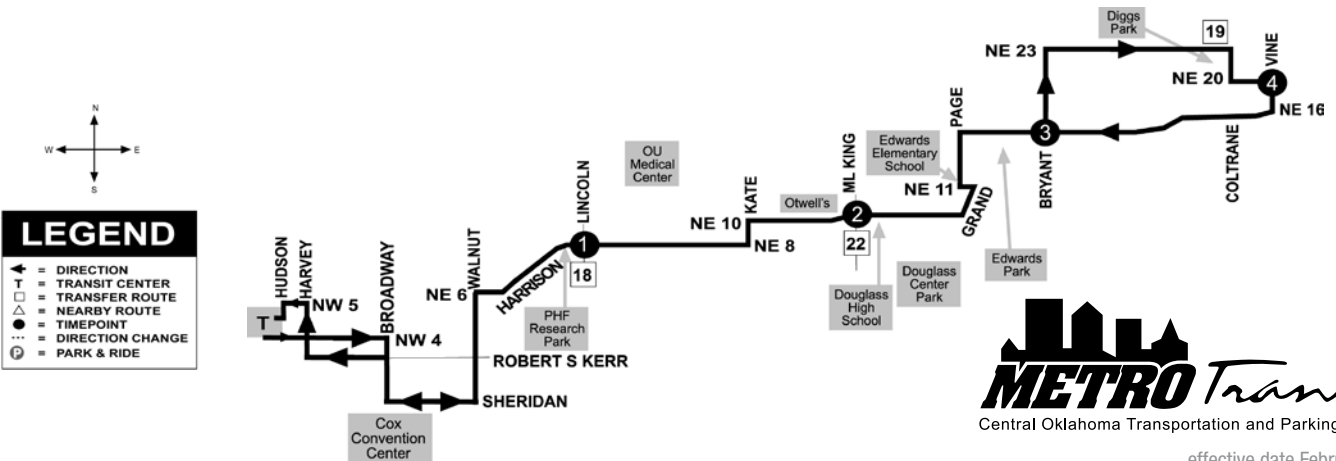 N
W
E
S
LEGEND
= DIRECTION
T = TRANSIT CENTER
= TRANSFER ROUTE
= NEARBY ROUTE
= TIMEPOINT
= DIRECTION CHANGE
P = PARK & RIDE
HUDSON
HARVEY
NW 5
T
BROADWAY
NW 4
ROBERT S KERR
SHERIDAN
Cox
Convention
Center
WALNUT
NE 6
HARRISON
LINCOLN
1
18
PHF
Research
Park
OU
Medical
Center
KATE
NE 10
NE 8
Otwell's
ML KING
2
22
Douglass
High
School
Douglass
Center
Park
Edwards
Elementary
School
PAGE
NE 11
GRAND
Edwards
Park
NE 23
3
BRYANT
Diggs
Park
19
NE 20
VINE
4
NE 16
COLTRANE
METRO Tran
Central Oklahoma Transportation and Parking
effective date Febr